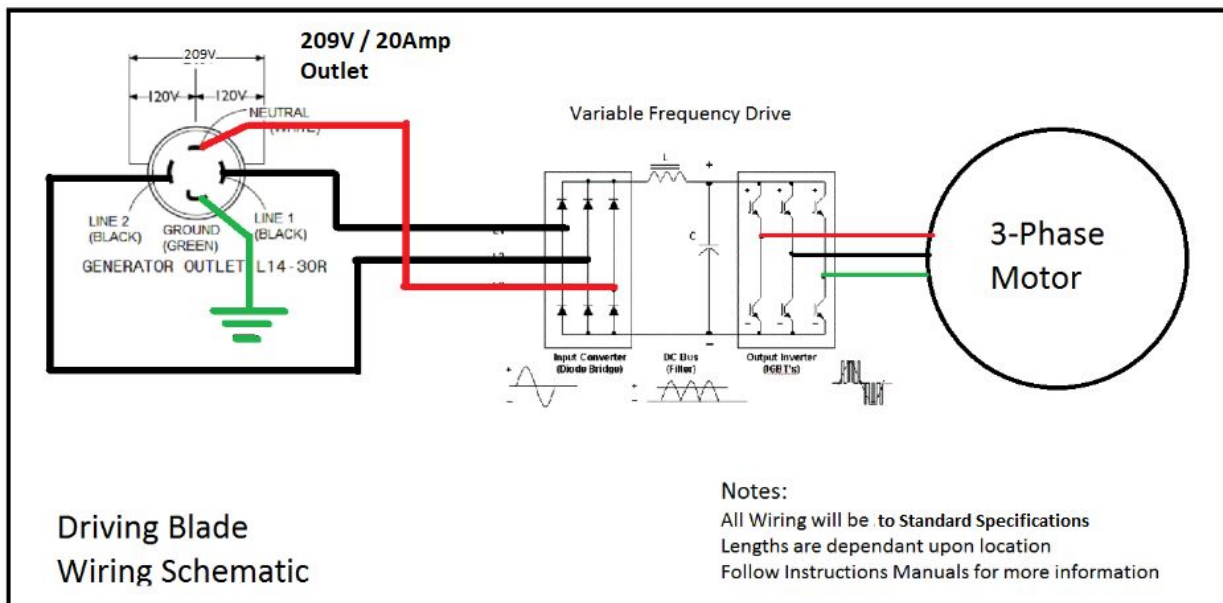 209V / 20Amp
Outlet
209V
120V
120V
NEUTRAL
(WHITE)
LINE 2
(BLACK)
GROUND
(GREEN)
LINE 1
(BLACK)
GENERATOR OUTLET L14-30R
Variable Frequency Drive
L
+
C
+
+
+
–
–
–
–
Input Converter
(Diode Bridge)
DC Bus
(Filter)
Output Inverter
(IGBT's)
+
–
+
–
3-Phase
Motor
Driving Blade
Wiring Schematic
Notes:
All Wiring will be to Standard Specifications
Lengths are dependant upon location
Follow Instructions Manuals for more information